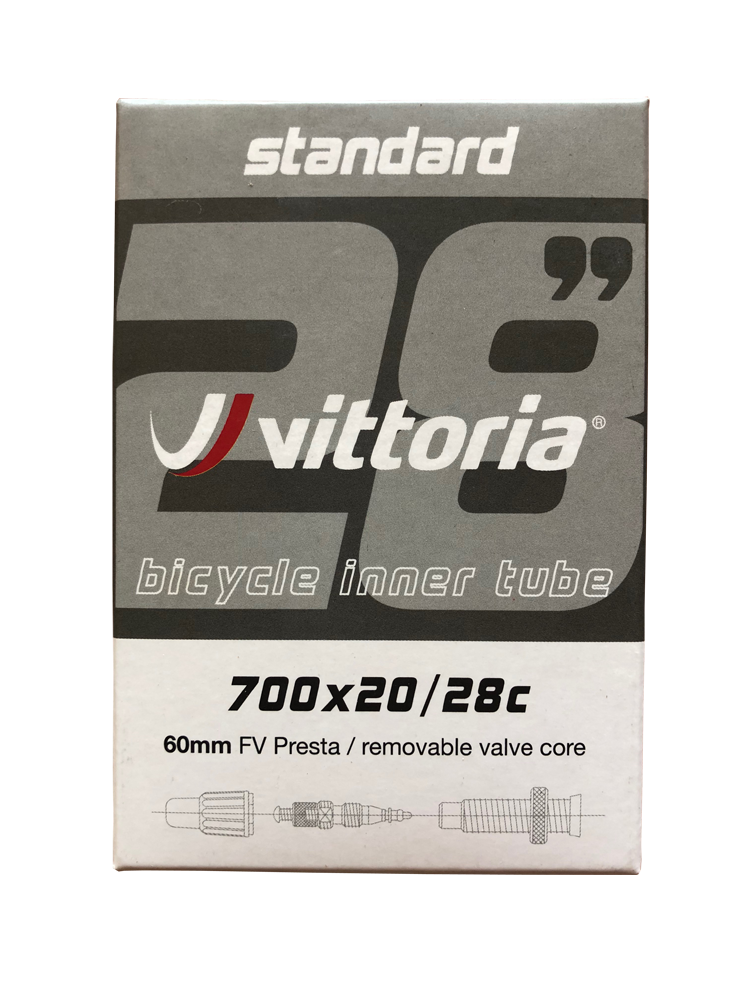 standard
28”
vittoria®
bicycle inner tube
700x20/28c
60mm FV Presta / removable valve core